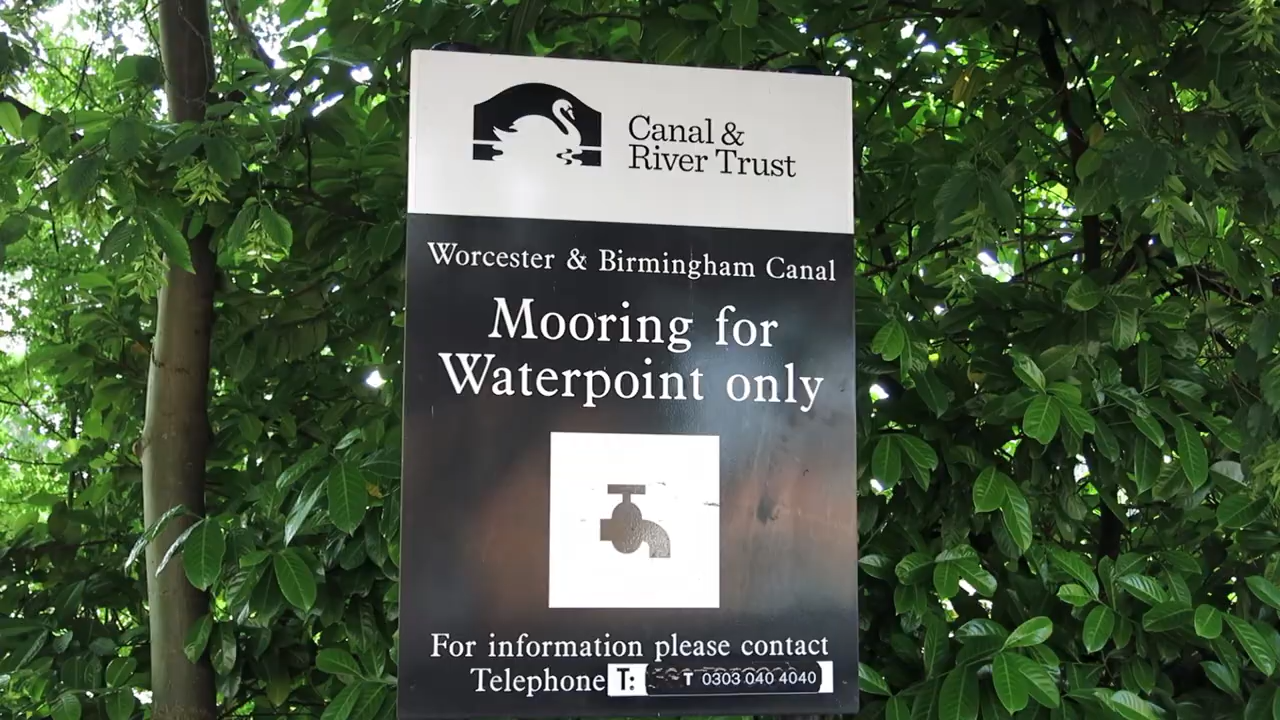 Canal &
River Trust
Worcester & Birmingham Canal
Mooring for
Waterpoint only
For information please contact
Telephone T: T 0303 040 4040